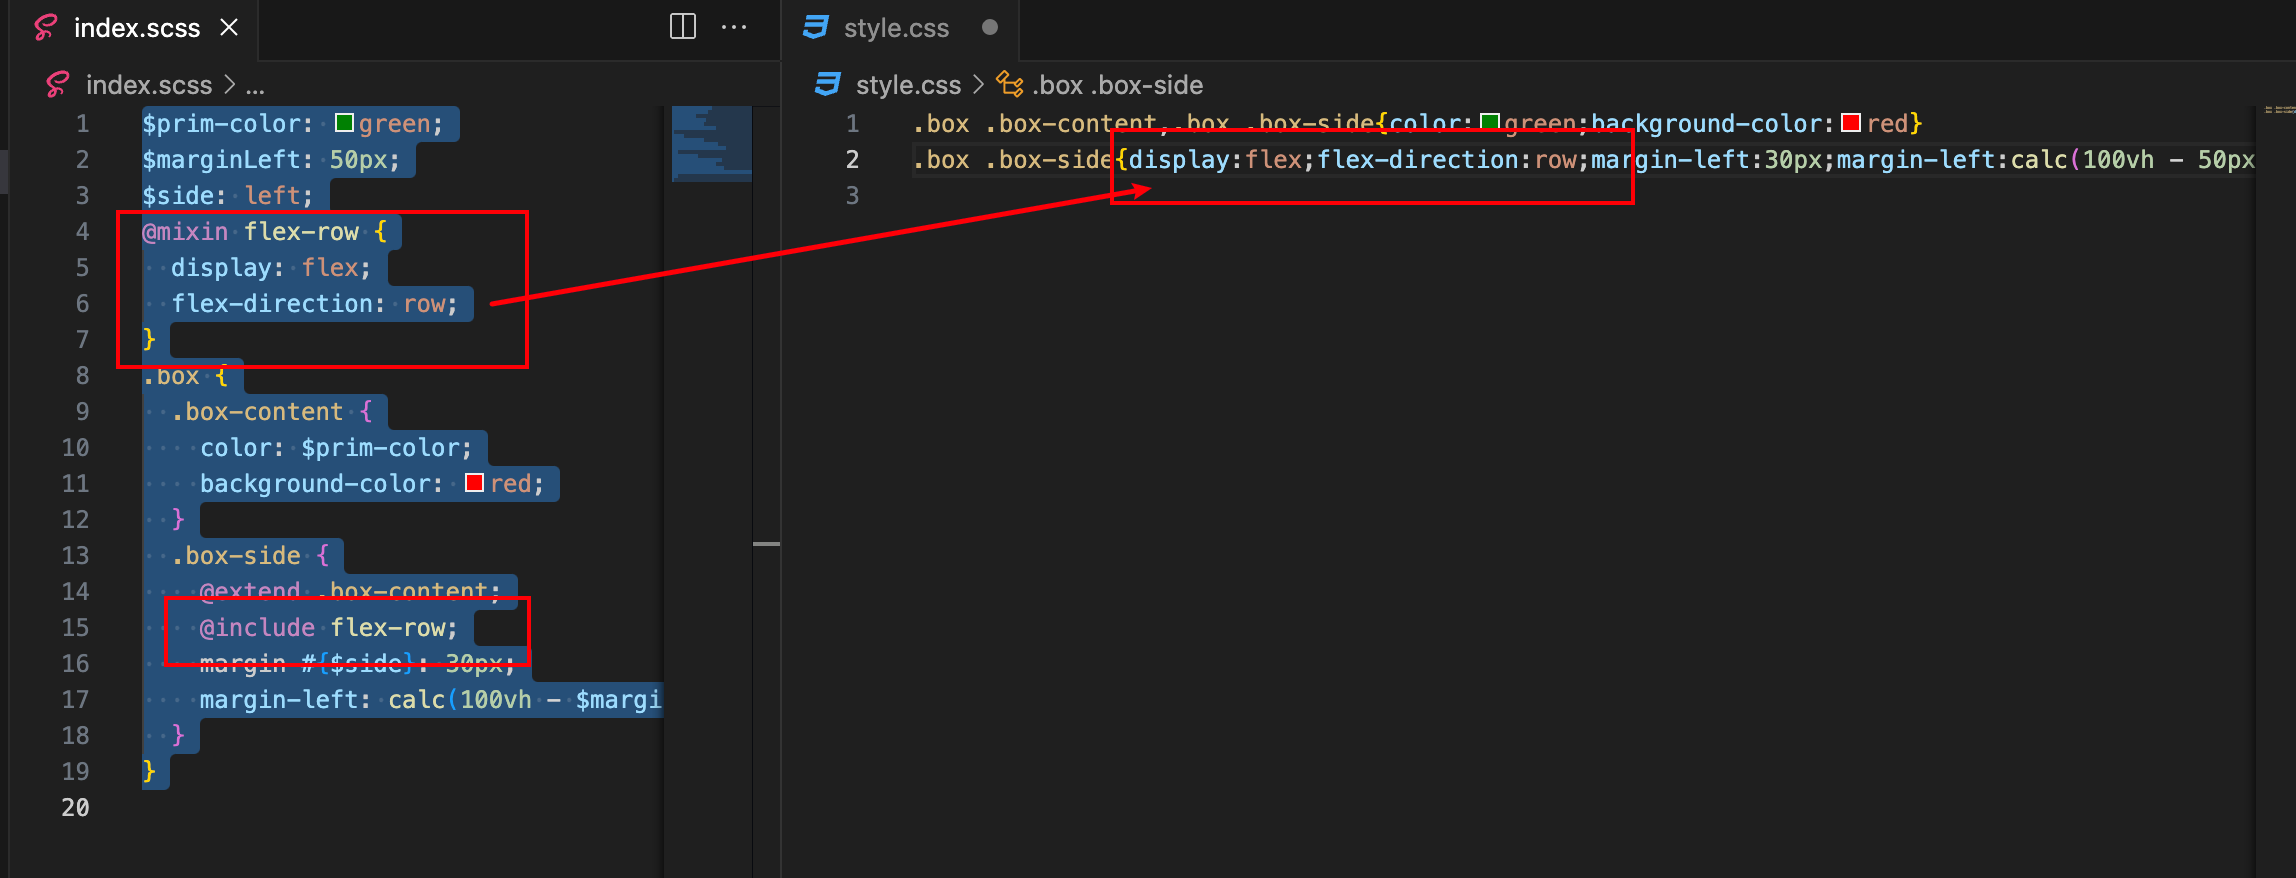 index.scss
index.scss > ...
1 $prim-color: green;
2 $marginLeft: 50px;
3 $side: left;
4 @mixin flex-row {
5 display: flex;
6 flex-direction: row;
7 }
8 .box {
9 .box-content {
10 color: $prim-color;
11 background-color: red;
12 }
13 .box-side {
14 @extend .box-content;
15 @include flex-row;
16 margin-#{$side}: 30px;
17 margin-left: calc(100vh - $margi
18 }
19 }
20
style.css
style.css > .box .box-side
1 .box .box-content,.box .box-side{color:green;background-color:red}
2 .box .box-side{display:flex;flex-direction:row;margin-left:30px;margin-left:calc(100vh - 50px
3